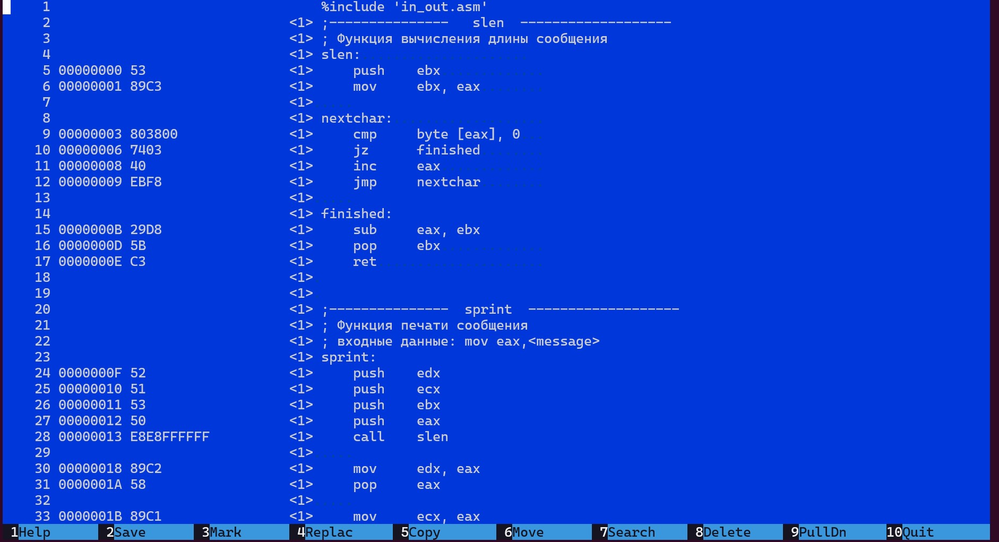 1 %include 'in_out.asm'
2 <1> ;--------------- slen -------------------
3 <1> ; Функция вычисления длины сообщения
4 <1> slen:
5 00000000 53 <1> push ebx
6 00000001 89C3 <1> mov ebx, eax
7 <1>
8 <1> nextchar:
9 00000003 803800 <1> cmp byte [eax], 0
10 00000006 7403 <1> jz finished
11 00000008 40 <1> inc eax
12 00000009 EBF8 <1> jmp nextchar
13 <1>
14 <1> finished:
15 0000000B 29D8 <1> sub eax, ebx
16 0000000D 5B <1> pop ebx
17 0000000E C3 <1> ret
18 <1>
19 <1>
20 <1> ;--------------- sprint -------------------
21 <1> ; Функция печати сообщения
22 <1> ; входные данные: mov eax,<message>
23 <1> sprint:
24 0000000F 52 <1> push edx
25 00000010 51 <1> push ecx
26 00000011 53 <1> push ebx
27 00000012 50 <1> push eax
28 00000013 E8E8FFFFFF <1> call slen
29 <1>
30 00000018 89C2 <1> mov edx, eax
31 0000001A 58 <1> pop eax
32 <1>
33 0000001B 89C1 <1> mov ecx, eax
1Help 2Save 3Mark 4Replac 5Copy 6Move 7Search 8Delete 9PullDn 10Quit